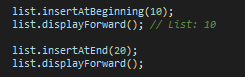 list.insertAtBeginning(10);
list.displayForward(); // List: 10
list.insertAtEnd(20);
list.displayForward();